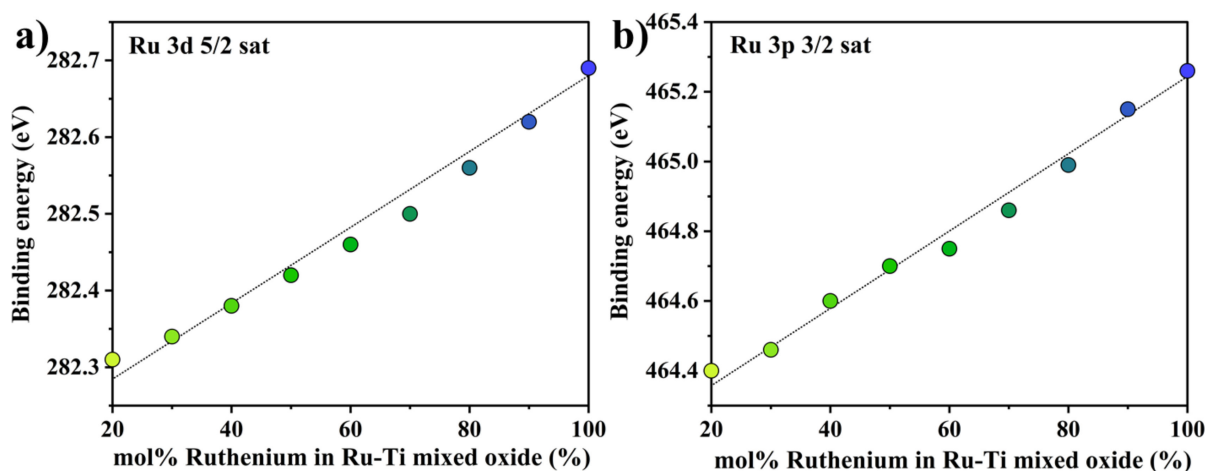 a)
Ru 3d 5/2 sat
Binding energy (eV)
282.7
282.6
282.5
282.4
282.3
20 40 60 80 100
mol% Ruthenium in Ru-Ti mixed oxide (%)
b)
Ru 3p 3/2 sat
Binding energy (eV)
465.4
465.2
465.0
464.8
464.6
464.4
20 40 60 80 100
mol% Ruthenium in Ru-Ti mixed oxide (%)